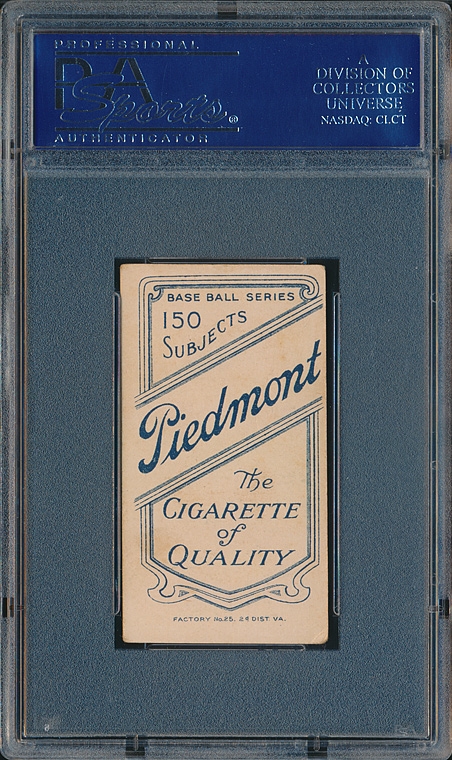 PROFESSIONAL
PSA
Sports®
AUTHENTICATOR
A
DIVISION OF
COLLECTORS
UNIVERSE
NASDAQ: CLCT
BASE BALL SERIES
150
SUBJECTS
Piedmont
The
CIGARETTE
of
QUALITY
FACTORY No.25, 2d DIST. VA.